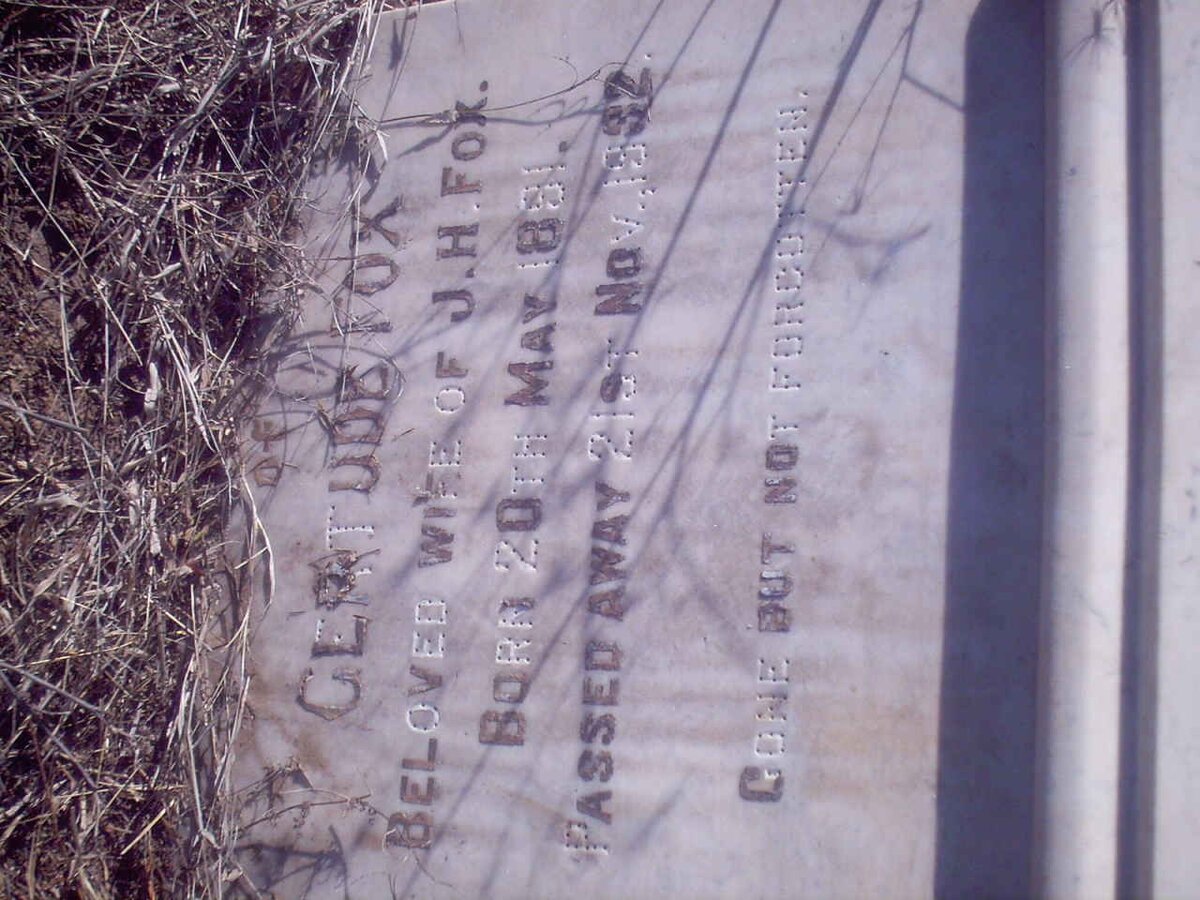 GERTRUDE FOX
BELOVED WIFE OF J.H.FOX.
BORN 20TH MAY 1881.
PASSED AWAY 21ST NOV.,1932.
GONE BUT NOT FORGOTTEN.